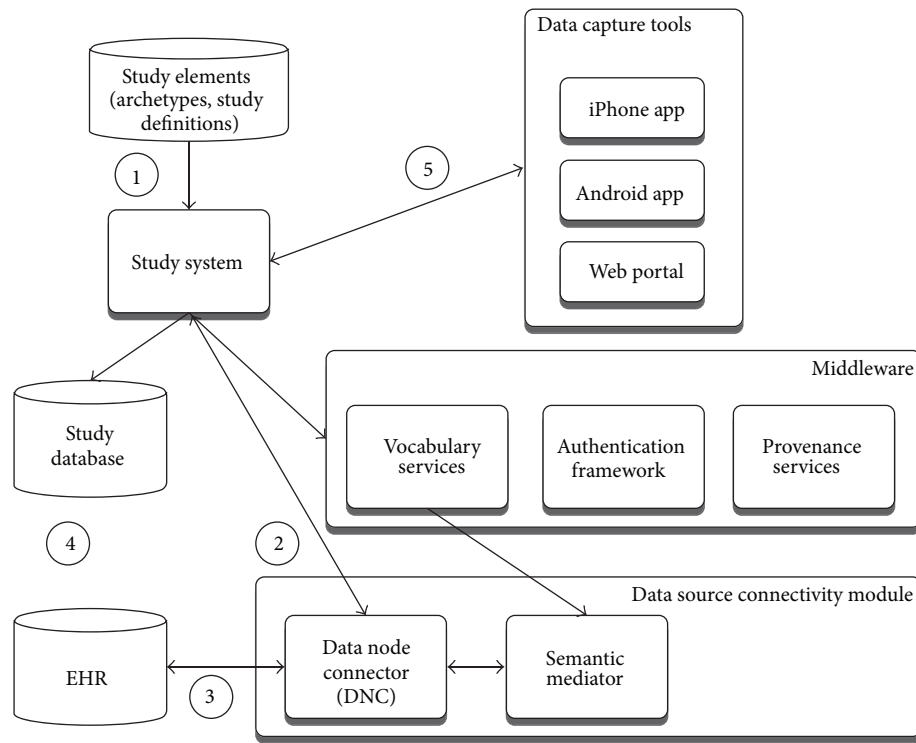 Study elements
(archetypes, study
definitions)
1
Study system
5
Data capture tools
iPhone app
Android app
Web portal
Middleware
Vocabulary
services
Authentication
framework
Provenance
services
Study
database
4
2
Data source connectivity module
EHR
3
Data node
connector
(DNC)
Semantic
mediator